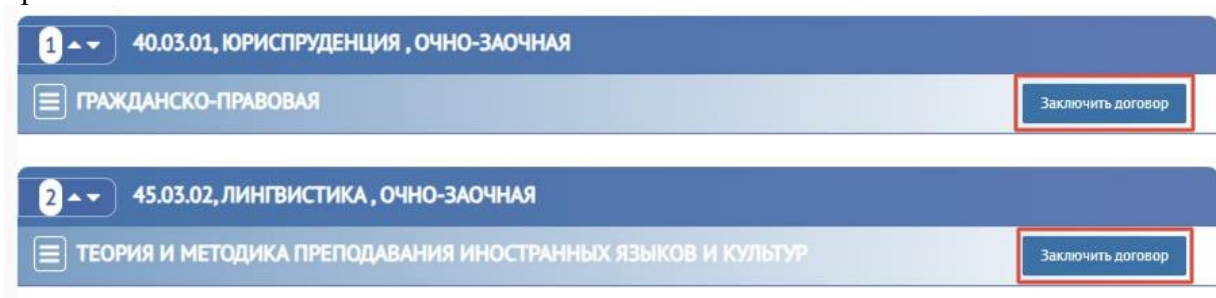 1 40.03.01, ЮРИСПРУДЕНЦИЯ , ОЧНО-ЗАОЧНАЯ
ГРАЖДАНСКО-ПРАВОВАЯ Заключить договор
2 45.03.02, ЛИНГВИСТИКА , ОЧНО-ЗАОЧНАЯ
ТЕОРИЯ И МЕТОДИКА ПРЕПОДАВАНИЯ ИНОСТРАННЫХ ЯЗЫКОВ И КУЛЬТУР Заключить договор